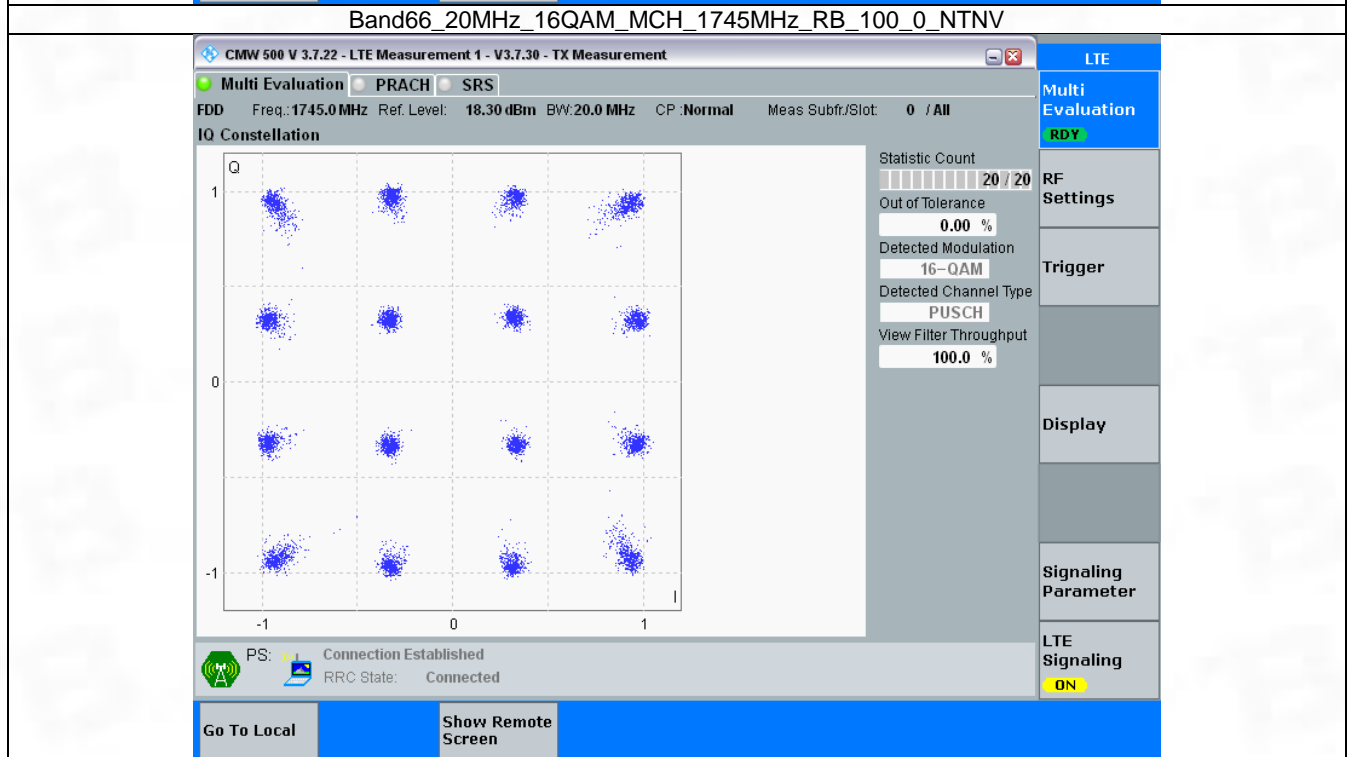 Band66_20MHz_16QAM_MCH_1745MHz_RB_100_0_NTNV
CMW 500 V 3.7.22 - LTE Measurement 1 - V3.7.30 - TX Measurement
LTE
Multi Evaluation PRACH SRS
Multi
Evaluation
RDY
FDD Freq.:1745.0 MHz Ref. Level: 18.30 dBm BW:20.0 MHz CP :Normal Meas Subfr./Slot: 0 / All
IQ Constellation
Q
1
0
-1
I
-1 0 1
Statistic Count
20 / 20
Out of Tolerance
0.00 %
Detected Modulation
16-QAM
Detected Channel Type
PUSCH
View Filter Throughput
100.0 %
RF
Settings
Trigger
Display
Signaling
Parameter
LTE
Signaling
ON
PS: Connection Established
RRC State: Connected
Go To Local
Show Remote
Screen